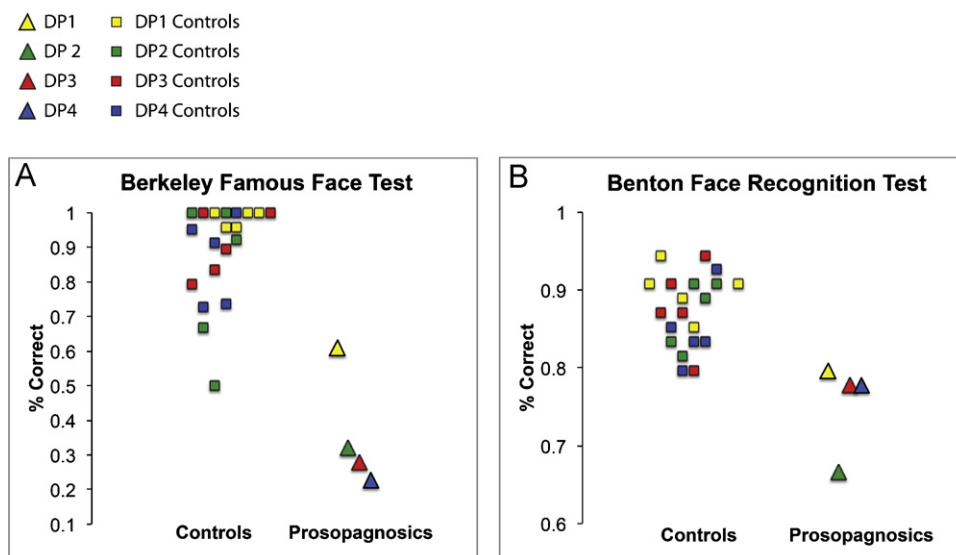 DP1 DP1 Controls
DP 2 DP2 Controls
DP3 DP3 Controls
DP4 DP4 Controls
A Berkeley Famous Face Test
% Correct
1
0.9
0.8
0.7
0.6
0.5
0.4
0.3
0.2
0.1
Controls Prosopagnosics
B Benton Face Recognition Test
% Correct
1
0.9
0.8
0.7
0.6
Controls Prosopagnosics